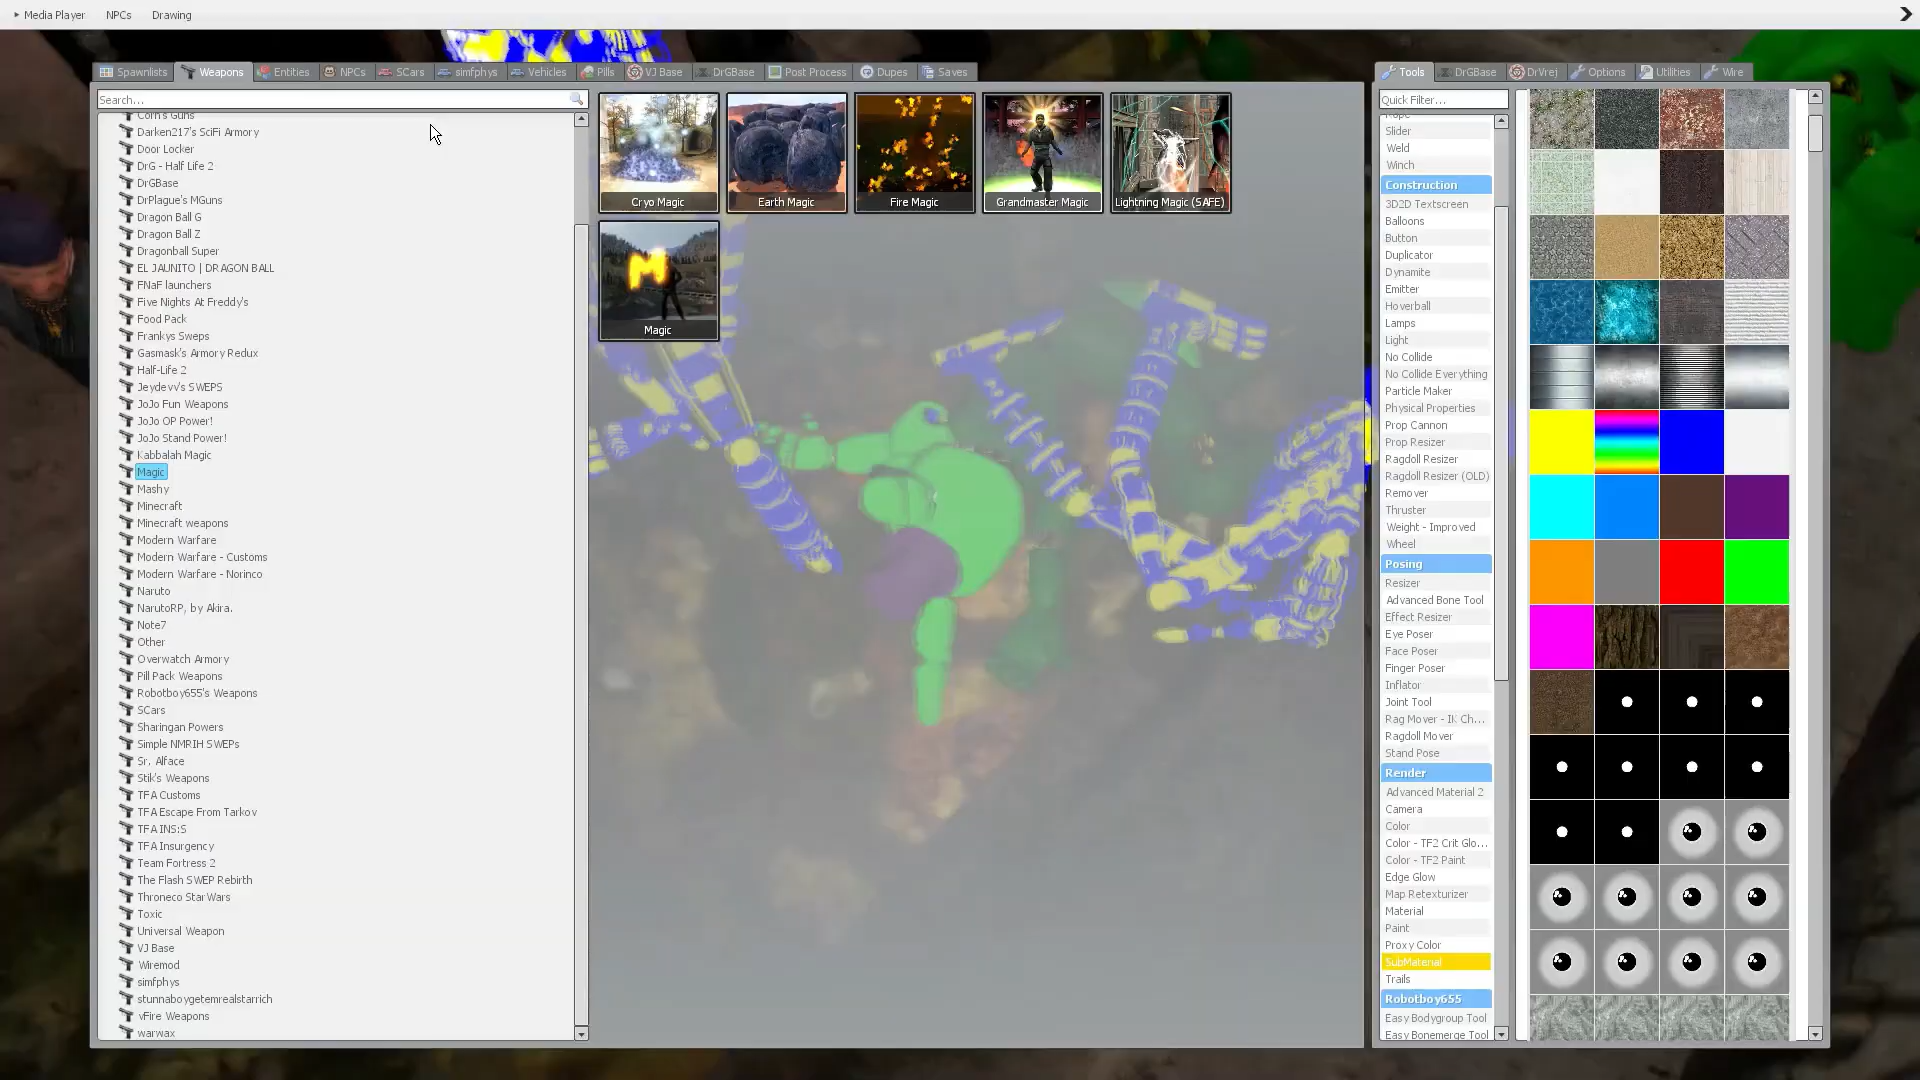 Media Player NPCs Drawing
Spawnlists Weapons Entities NPCs SCars simfphys Vehicles Pills VJ Base DrGBase Post Process Dupes Saves
Tools DrGBase DrVrej Options Utilities Wire
Search...
Corn's Guns
Darken217's SciFi Armory
Door Locker
DrG - Half Life 2
DrGBase
DrPlague's MGuns
Dragon Ball G
Dragon Ball Z
Dragonball Super
EL JAUNITO | DRAGON BALL
FNaF launchers
Five Nights At Freddy's
Food Pack
Frankys Sweps
Gasmask's Armory Redux
Half-Life 2
Jeydevv's SWEPS
JoJo Fun Weapons
JoJo OP Power!
JoJo Stand Power!
Kabbalah Magic
Magic
Mashy
Minecraft
Minecraft weapons
Modern Warfare
Modern Warfare - Customs
Modern Warfare - Norinco
Naruto
NarutoRP, by Akira.
Note7
Other
Overwatch Armory
Pill Pack Weapons
Robotboy655's Weapons
SCars
Sharingan Powers
Simple NMRIH SWEPs
Sr. Alface
Stik's Weapons
TFA Customs
TFA Escape From Tarkov
TFA INS:S
TFA Insurgency
Team Fortress 2
The Flash SWEP Rebirth
Throneco StarWars
Toxic
Universal Weapon
VJ Base
Wiremod
simfphys
stunnaboygetemrealstarrich
vFire Weapons
warwax
Cryo Magic
Earth Magic
Fire Magic
Grandmaster Magic
Lightning Magic (SAFE)
Magic
Quick Filter...
Rope
Slider
Weld
Winch
Construction
3D2D Textscreen
Balloons
Button
Duplicator
Dynamite
Emitter
Hoverball
Lamps
Light
No Collide
No Collide Everything
Particle Maker
Physical Properties
Prop Cannon
Prop Resizer
Ragdoll Resizer
Ragdoll Resizer (OLD)
Remover
Thruster
Weight - Improved
Wheel
Posing
Resizer
Advanced Bone Tool
Effect Resizer
Eye Poser
Face Poser
Finger Poser
Inflator
Joint Tool
Rag Mover - IK Ch...
Ragdoll Mover
Stand Pose
Render
Advanced Material 2
Camera
Color
Color - TF2 Crit Glo...
Color - TF2 Paint
Edge Glow
Map Retexturizer
Material
Paint
Proxy Color
SubMaterial
Trails
Robotboy655
Easy Bodygroup Tool
Easy Bonemerge Tool